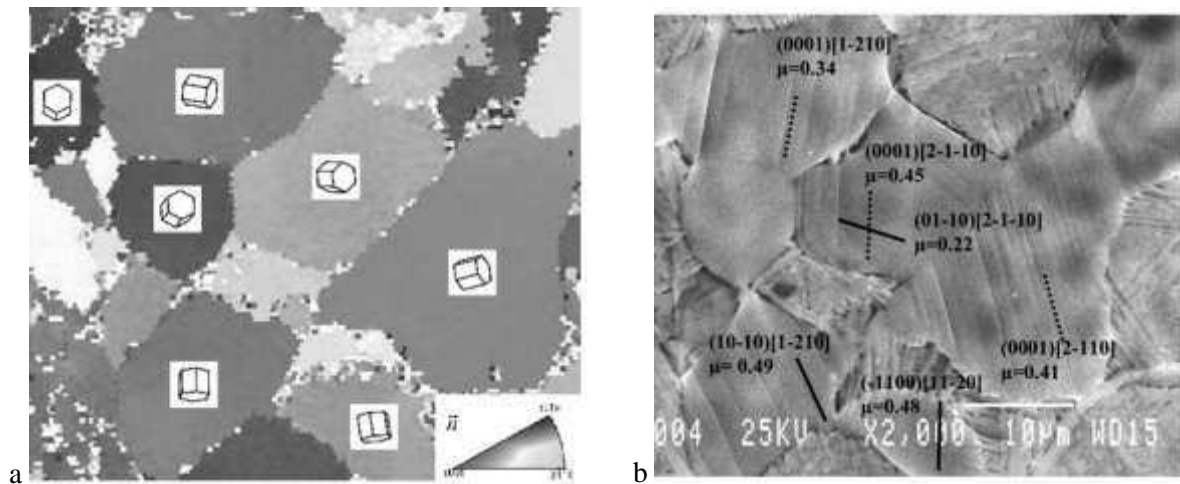 (0001)[1-210]
μ=0.34
(0001)[2-1-10]
μ=0.45
(01-10)[2-1-10]
μ=0.22
(10-10)[1-210]
μ= 0.49
(0001)[2-110]
μ=0.41
(-1100)[11-20]
μ=0.48
004 25KV X2,000 10μm WD15
n
a
b